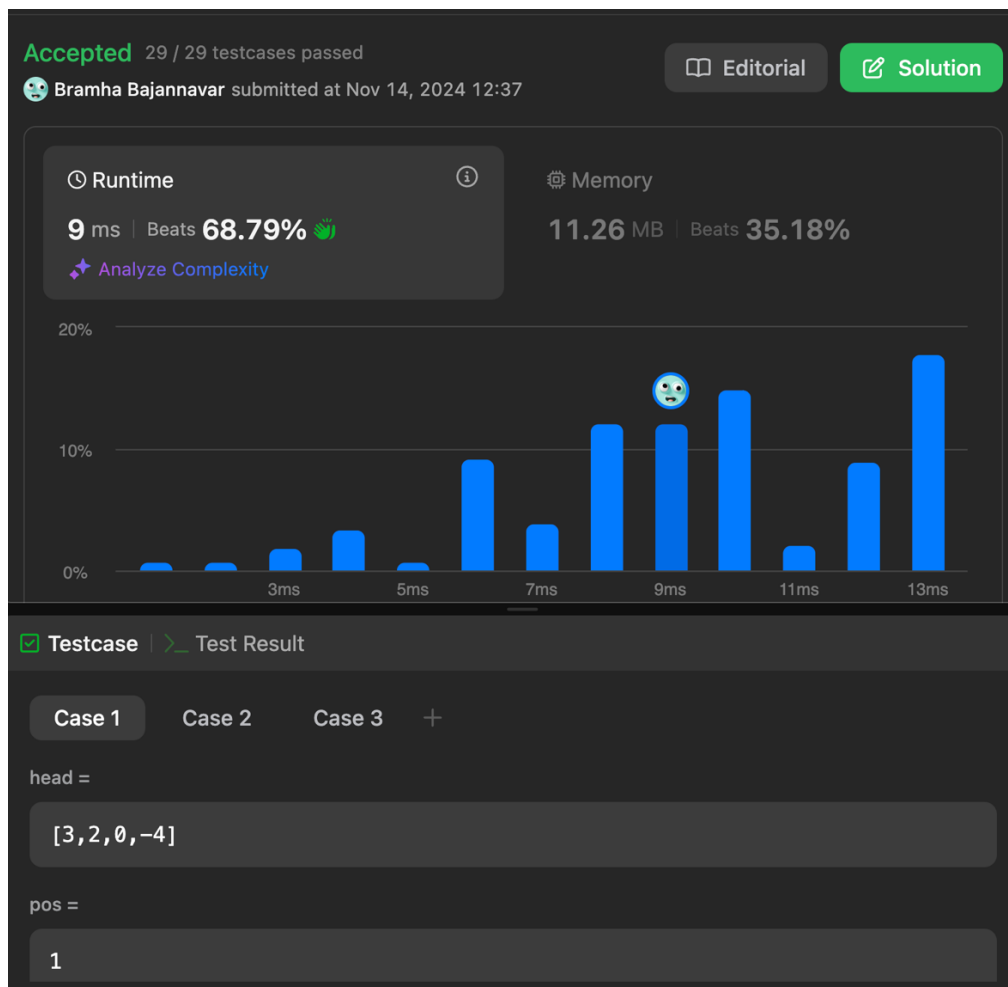 Accepted 29 / 29 testcases passed
Editorial
Solution
Bramha Bajannavar submitted at Nov 14, 2024 12:37
Runtime
9 ms | Beats 68.79%
Analyze Complexity
Memory
11.26 MB | Beats 35.18%
20%
10%
0%
3ms 5ms 7ms 9ms 11ms 13ms
Testcase | >_ Test Result
Case 1 Case 2 Case 3 +
head =
[3,2,0,-4]
pos =
1